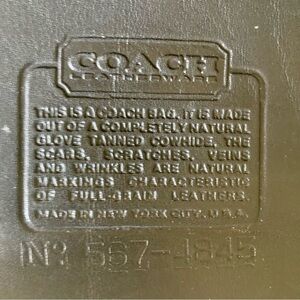 COACH
LEATHERWARE
THIS IS A COACH BAG. IT IS MADE
OUT OF A COMPLETELY NATURAL
GLOVE TANNED COWHIDE. THE
SCARS, SCRATCHES, VEINS
AND WRINKLES ARE NATURAL
MARKINGS CHARACTERISTIC
OF FULL-GRAIN LEATHERS.
MADE IN NEW YORK CITY, U.S.A.
Nº 567-4845